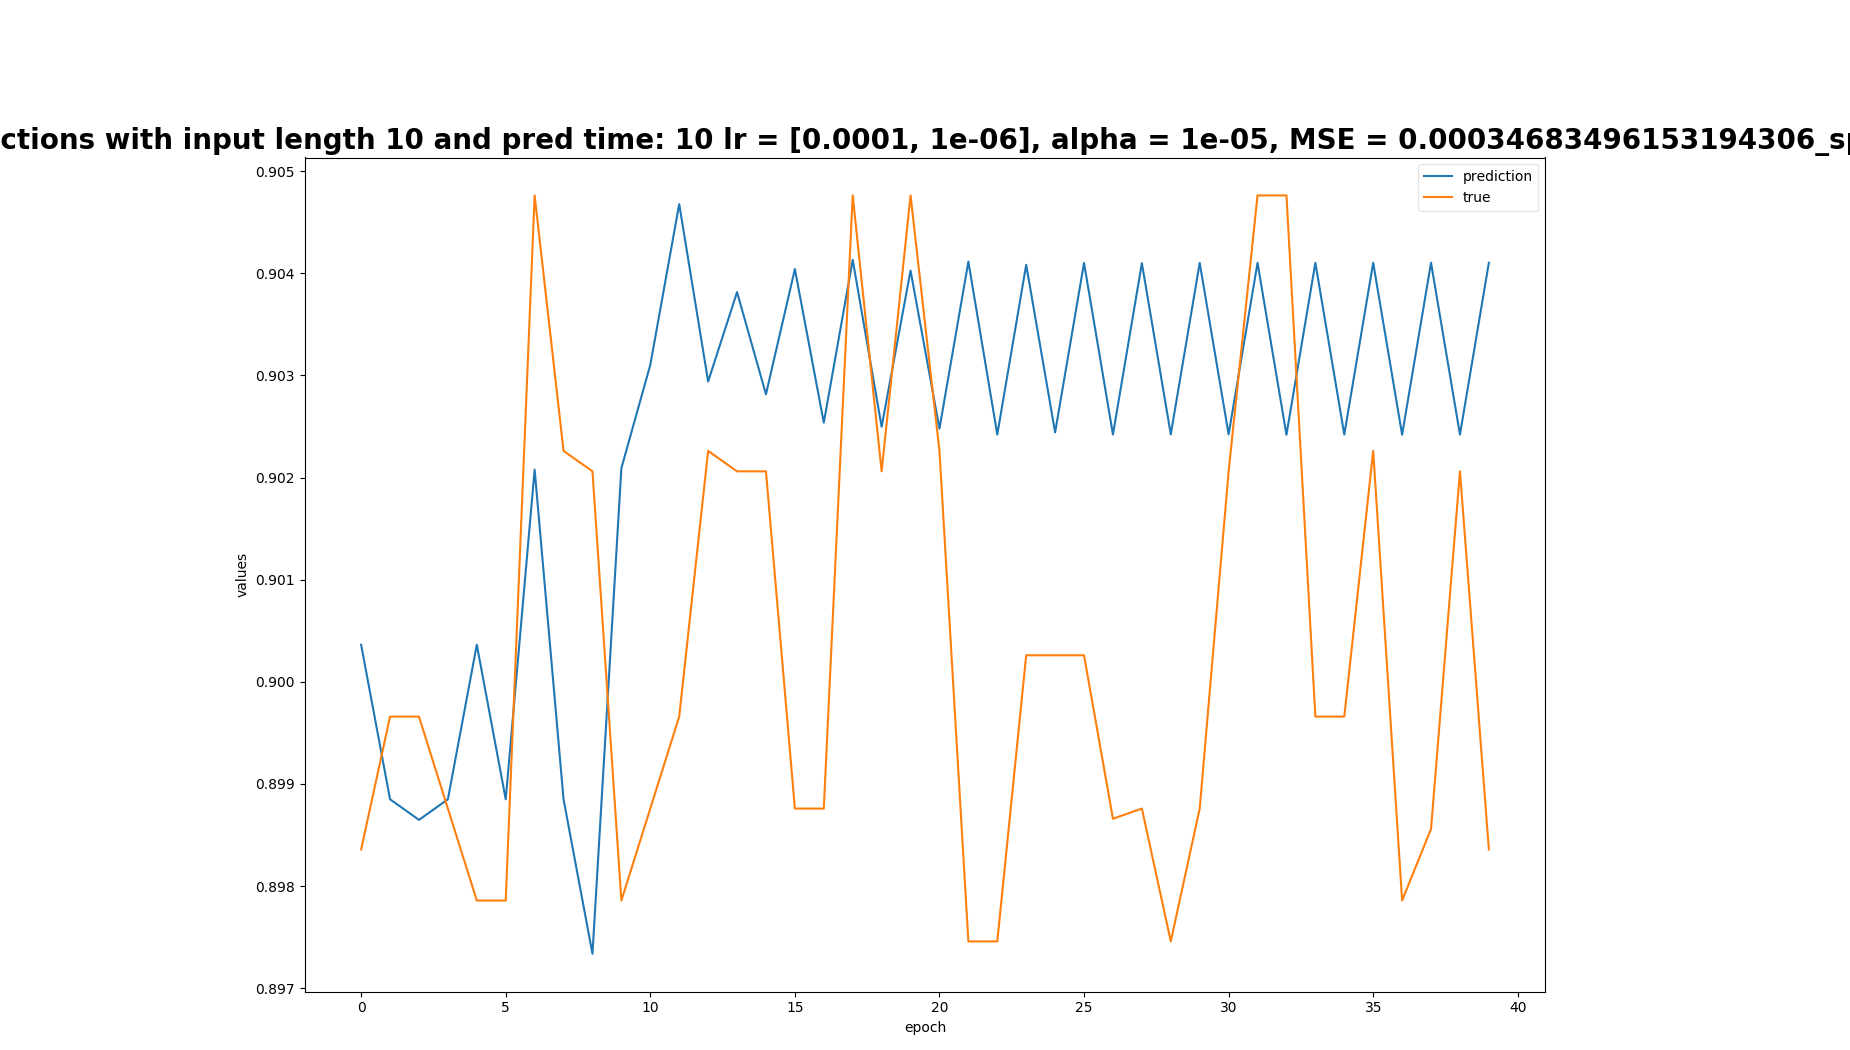 ctions with input length 10 and pred time: 10 lr = [0.0001, 1e-06], alpha = 1e-05, MSE = 0.00034683496153194306_sp
prediction
true
0.905
0.904
0.903
0.902
0.901
0.900
0.899
0.898
0.897
values
0 5 10 15 20 25 30 35 40
epoch